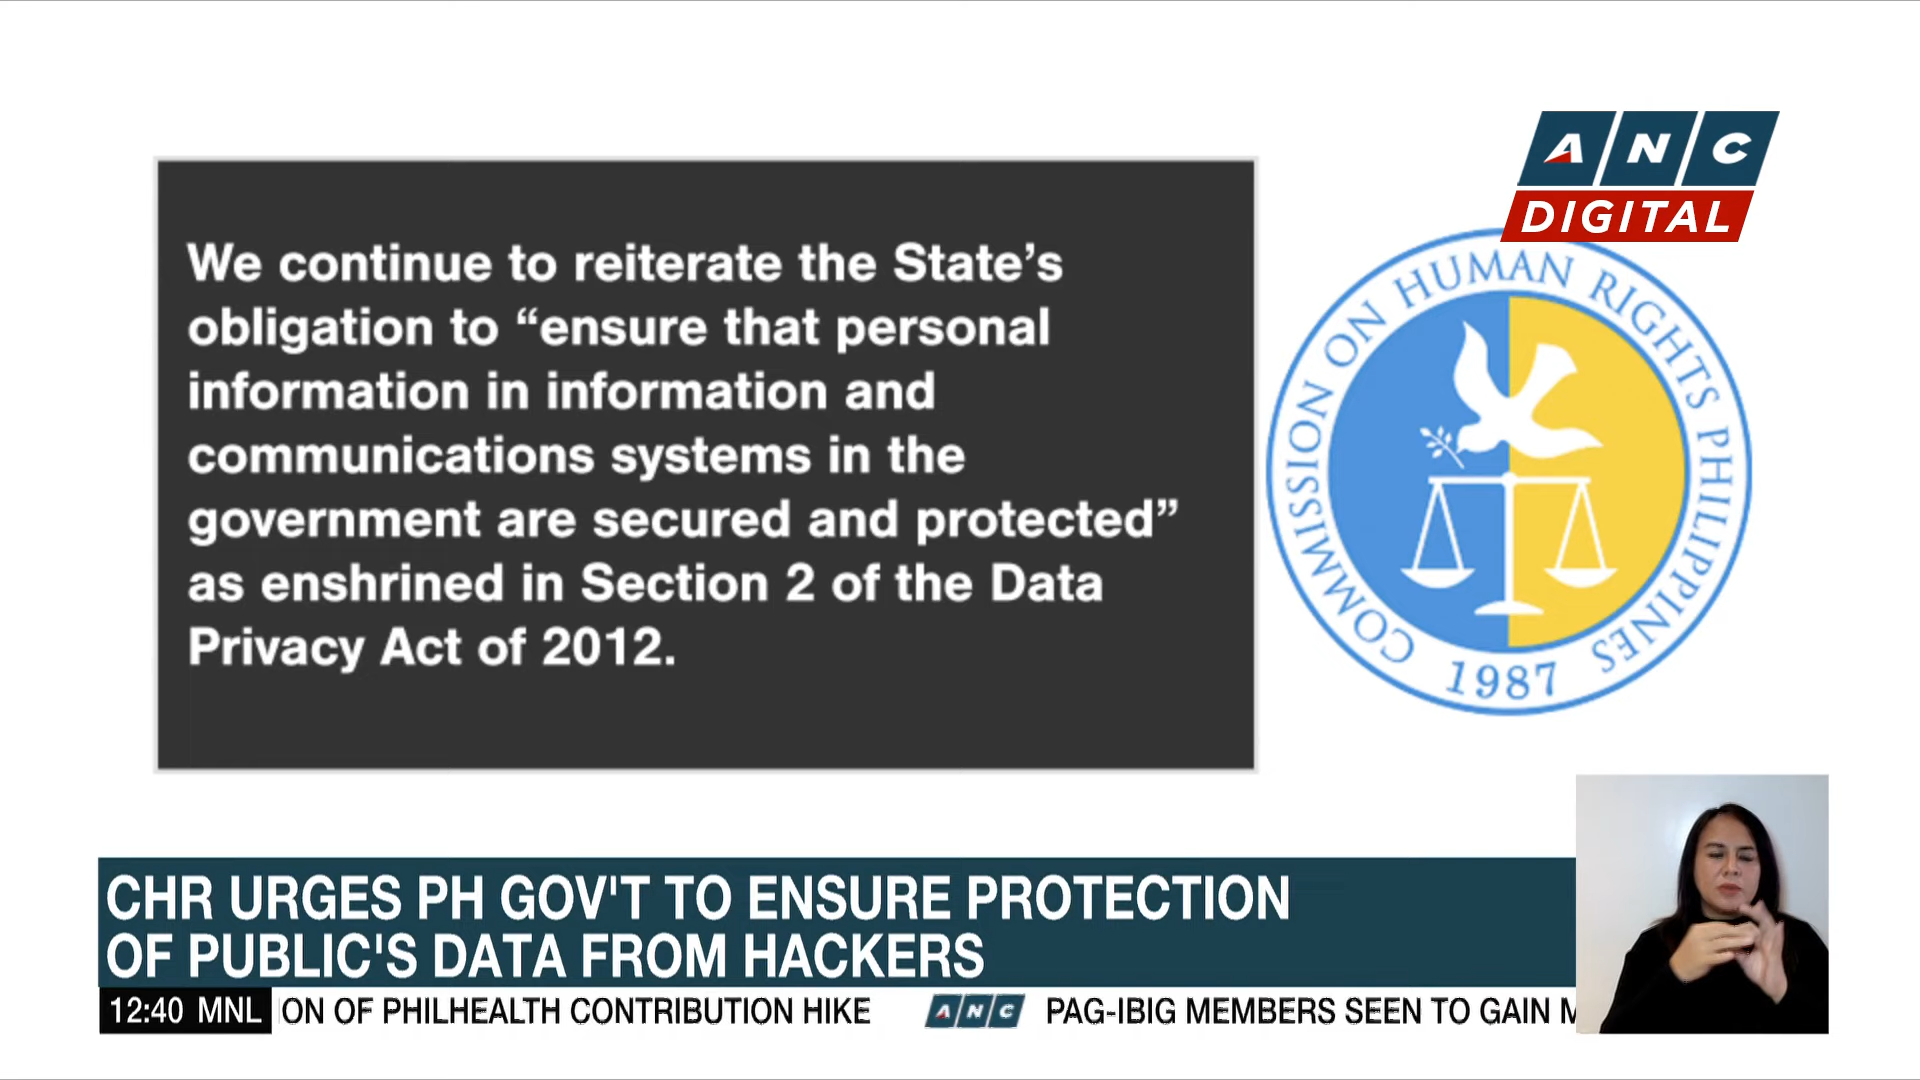 ANC
DIGITAL
We continue to reiterate the State’s
obligation to “ensure that personal
information in information and
communications systems in the
government are secured and protected”
as enshrined in Section 2 of the Data
Privacy Act of 2012.
COMMISSION ON HUMAN RIGHTS PHILIPPINES
1987
CHR URGES PH GOV'T TO ENSURE PROTECTION
OF PUBLIC'S DATA FROM HACKERS
12:40 MNL ON OF PHILHEALTH CONTRIBUTION HIKE ANC PAG-IBIG MEMBERS SEEN TO GAIN